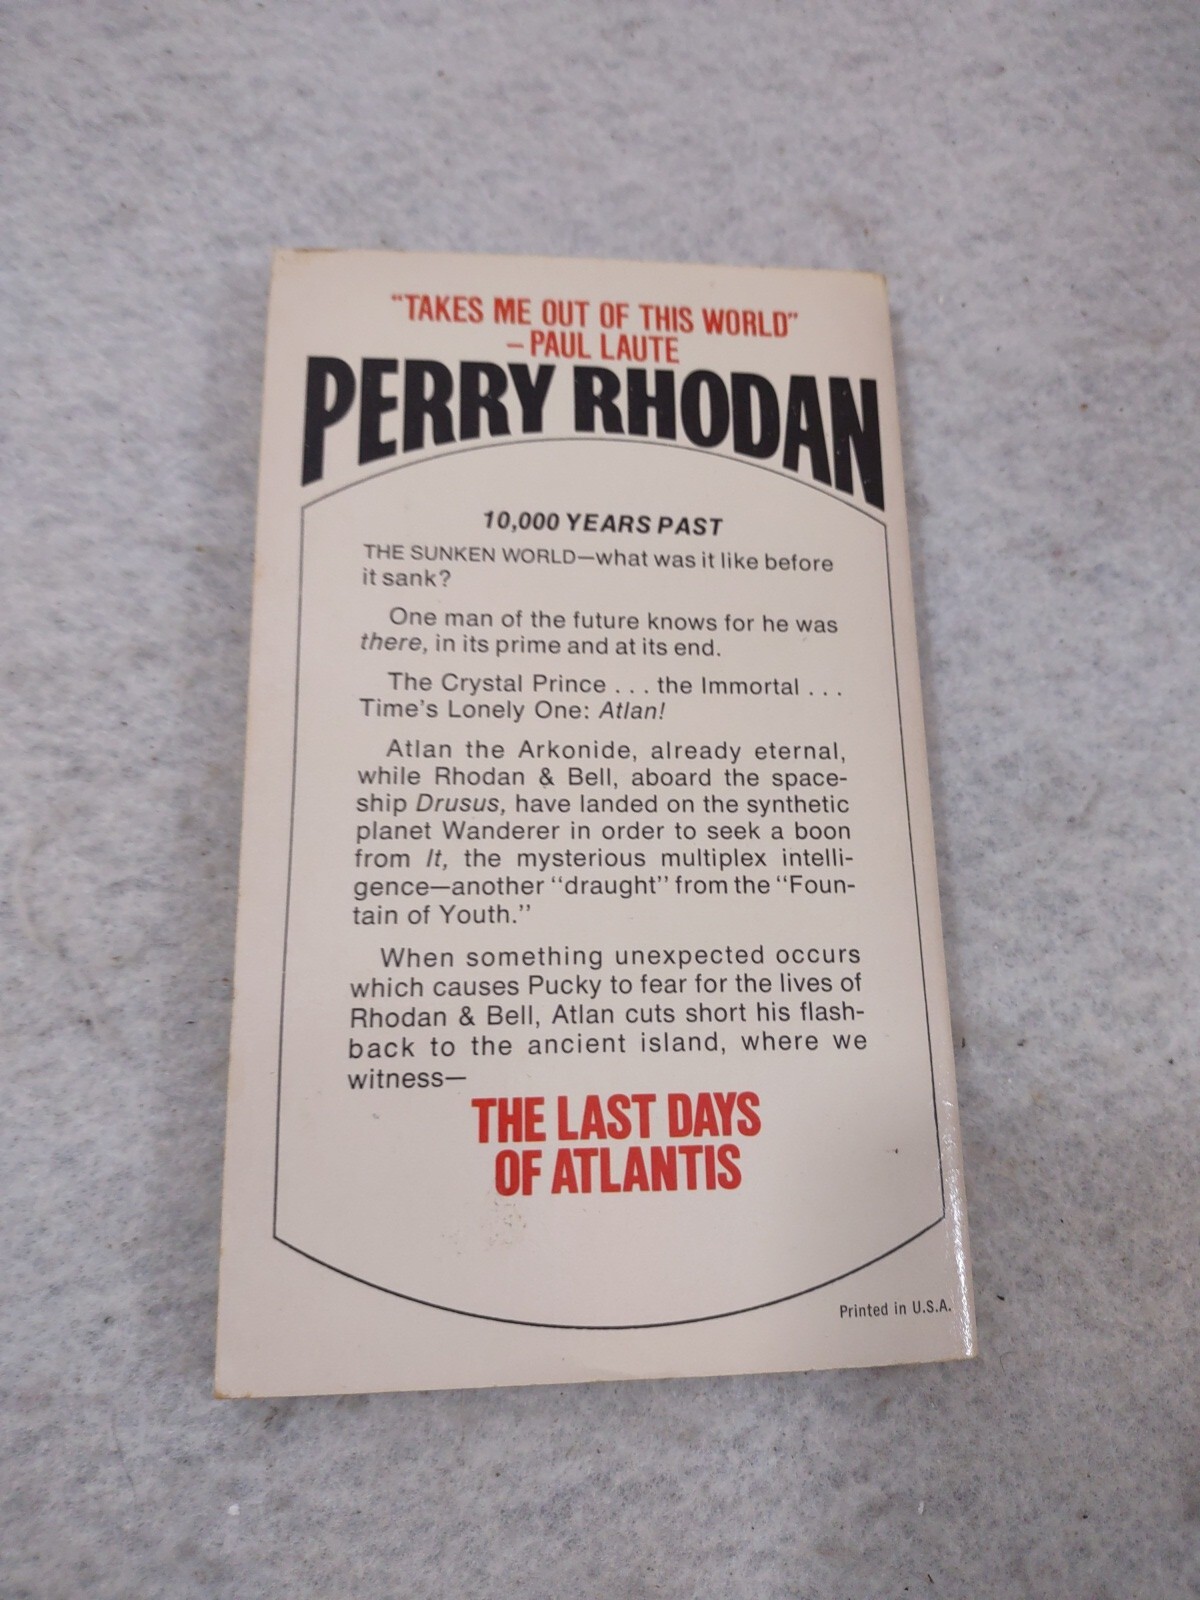 "TAKES ME OUT OF THIS WORLD"
– PAUL LAUTE
PERRY RHODAN
10,000 YEARS PAST
THE SUNKEN WORLD—what was it like before
it sank?
One man of the future knows for he was
there, in its prime and at its end.
The Crystal Prince . . . the Immortal . . .
Time's Lonely One: Atlan!
Atlan the Arkonide, already eternal,
while Rhodan & Bell, aboard the space-
ship Drusus, have landed on the synthetic
planet Wanderer in order to seek a boon
from It, the mysterious multiplex intelli-
gence—another "draught" from the "Foun-
tain of Youth."
When something unexpected occurs
which causes Pucky to fear for the lives of
Rhodan & Bell, Atlan cuts short his flash-
back to the ancient island, where we
witness—
THE LAST DAYS
OF ATLANTIS
Printed in U.S.A.